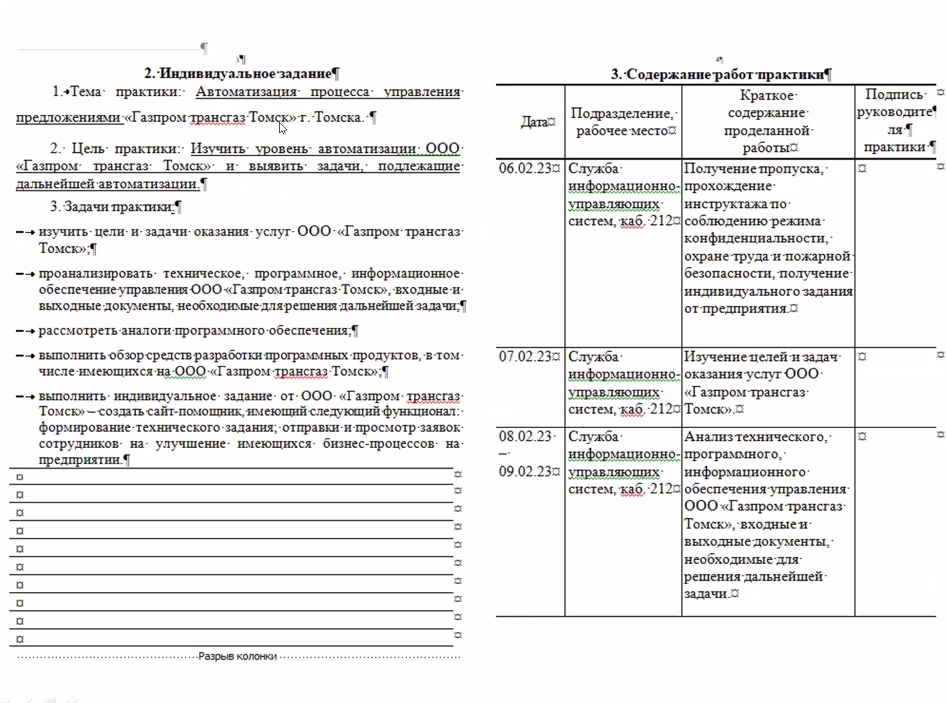 2. Индивидуальное задание
1. Тема практики: Автоматизация процесса управления
предложениями «Газпром трансгаз Томск» г. Томска.
2. Цель практики: Изучить уровень автоматизации ООО
«Газпром трансгаз Томск» и выявить задачи, подлежащие
дальнейшей автоматизации.
3. Задачи практики:
изучить цели и задачи оказания услуг ООО «Газпром трансгаз
Томск»;
проанализировать техническое, программное, информационное
обеспечение управления ООО «Газпром трансгаз Томск», входные и
выходные документы, необходимые для решения дальнейшей задачи;
рассмотреть аналоги программного обеспечения;
выполнить обзор средств разработки программных продуктов, в том
числе имеющихся на ООО «Газпром трансгаз Томск»;
выполнить индивидуальное задание от ООО «Газпром трансгаз
Томск» – создать сайт-помощник, имеющий следующий функционал:
формирование технического задания; отправки и просмотр заявок
сотрудников на улучшение имеющихся бизнес-процессов на
предприятии.
Разрыв колонки
3. Содержание работ практики
Дата
Подразделение,
рабочее место
Краткое
содержание
проделанной
работы
Подпись
руководите
ля
практики
06.02.23
Служба
информационно-
управляющих
систем, каб. 212
Получение пропуска,
прохождение
инструктажа по
соблюдению режима
конфиденциальности,
охране труда и пожарной
безопасности, получение
индивидуального задания
от предприятия.
07.02.23
Служба
информационно-
управляющих
систем, каб. 212
Изучение целей и задач
оказания услуг ООО
«Газпром трансгаз
Томск».
08.02.23
–
09.02.23
Служба
информационно-
управляющих
систем, каб. 212
Анализ технического,
программного,
информационного
обеспечения управления
ООО «Газпром трансгаз
Томск», входные и
выходные документы,
необходимые для
решения дальнейшей
задачи.